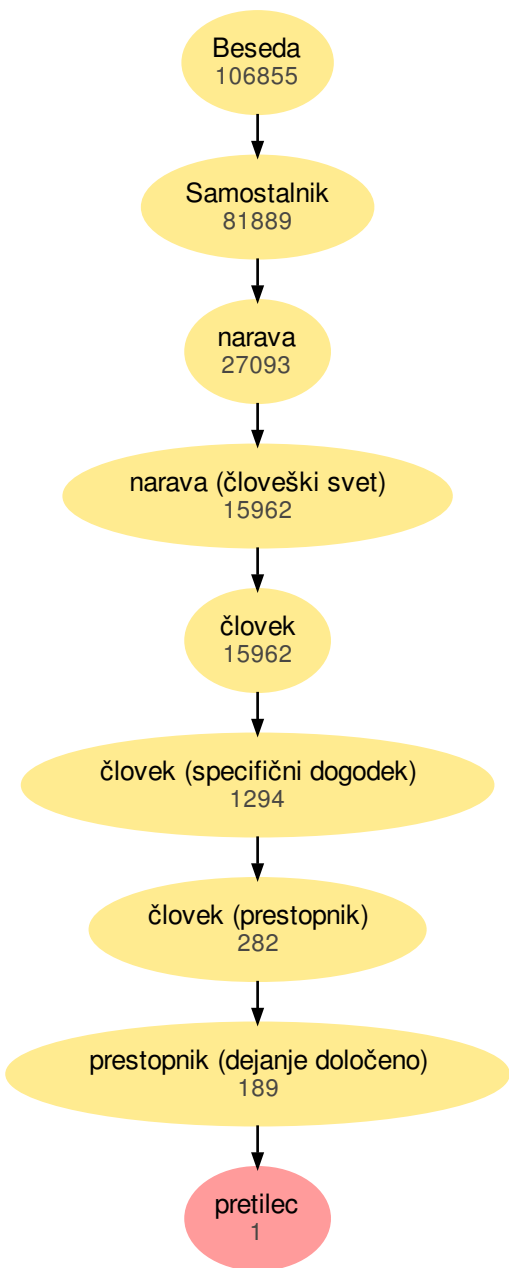 Beseda
106855
Samostalnik
81889
narava
27093
narava (človeški svet)
15962
človek
15962
človek (specifični dogodek)
1294
človek (prestopnik)
282
prestopnik (dejanje določeno)
189
pretilec
1